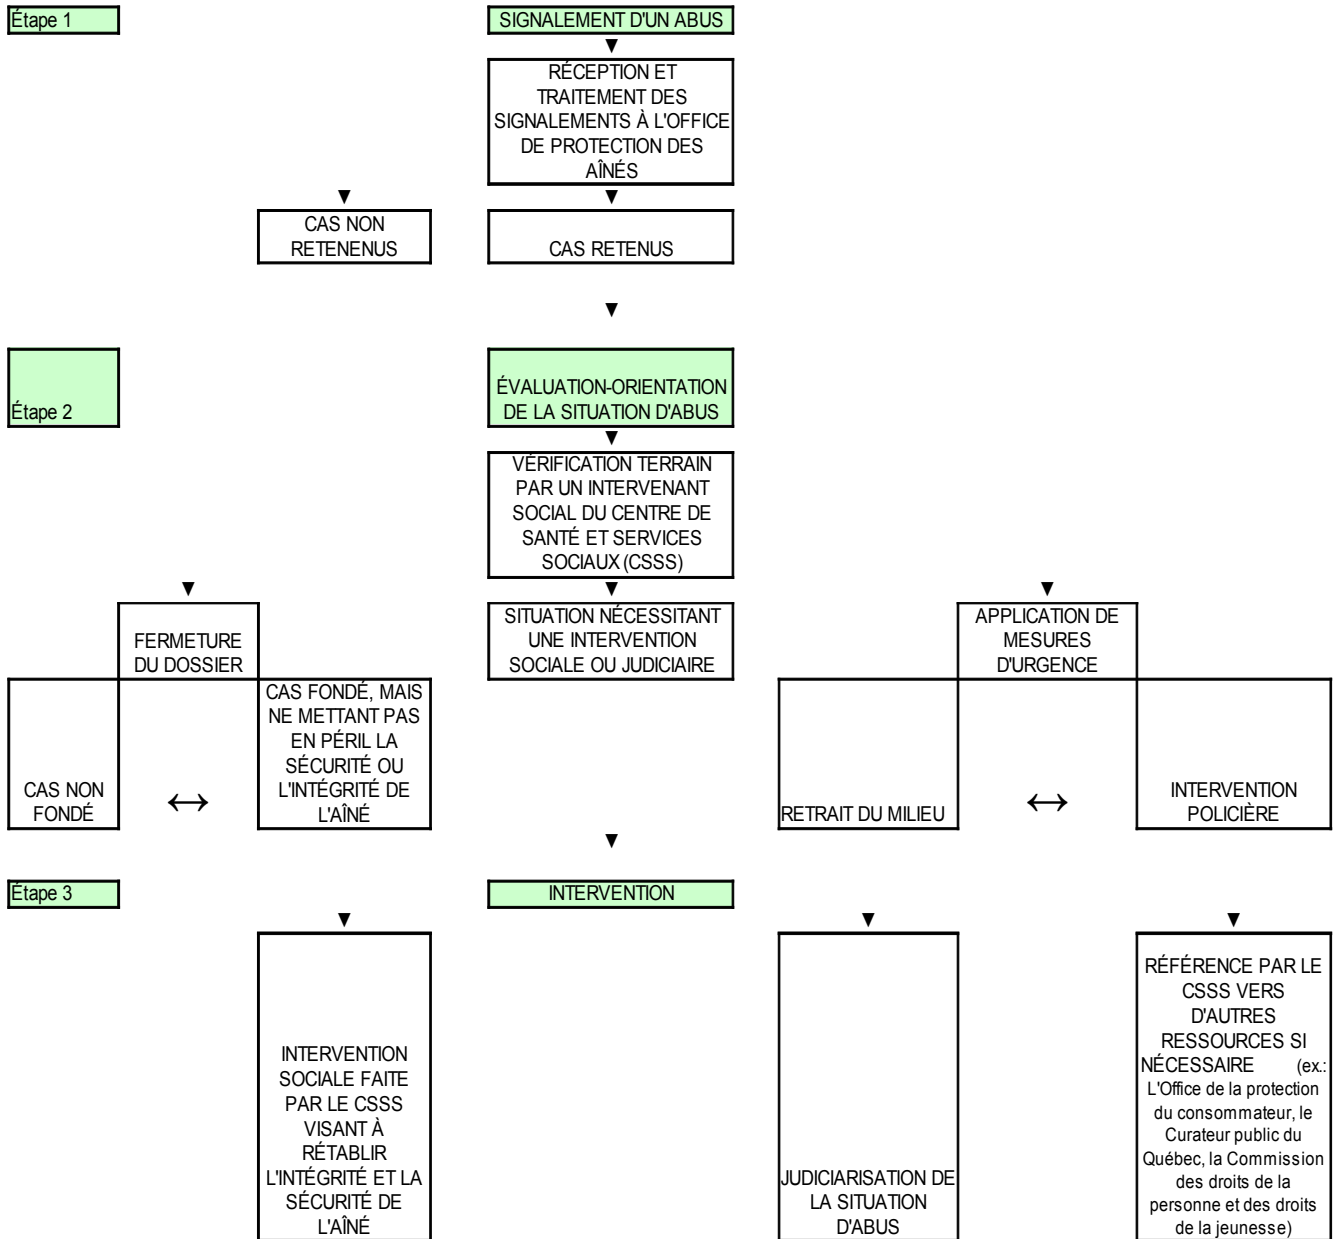 Étape 1
SIGNALEMENT D'UN ABUS
RÉCEPTION ET
TRAITEMENT DES
SIGNALEMENTS À L'OFFICE
DE PROTECTION DES
AÎNÉS
CAS NON
RETENENUS
CAS RETENUS
Étape 2
ÉVALUATION-ORIENTATION
DE LA SITUATION D'ABUS
VÉRIFICATION TERRAIN
PAR UN INTERVENANT
SOCIAL DU CENTRE DE
SANTÉ ET SERVICES
SOCIAUX (CSSS)
FERMETURE
DU DOSSIER
SITUATION NÉCESSITANT
UNE INTERVENTION
SOCIALE OU JUDICIAIRE
APPLICATION DE
MESURES
D'URGENCE
CAS NON
FONDÉ
CAS FONDÉ, MAIS
NE METTANT PAS
EN PÉRIL LA
SÉCURITÉ OU
L'INTÉGRITÉ DE
L'AÎNÉ
RETRAIT DU MILIEU
INTERVENTION
POLICIÈRE
Étape 3
INTERVENTION
INTERVENTION
SOCIALE FAITE
PAR LE CSSS
VISANT À
RÉTABLIR
L'INTÉGRITÉ ET LA
SÉCURITÉ DE
L'AÎNÉ
JUDICIARISATION DE
LA SITUATION
D'ABUS
RÉFÉRENCE PAR LE
CSSS VERS
D'AUTRES
RESSOURCES SI
NÉCESSAIRE (ex.:
L'Office de la protection
du consommateur, le
Curateur public du
Québec, la Commission
des droits de la
personne et des droits
de la jeunesse)